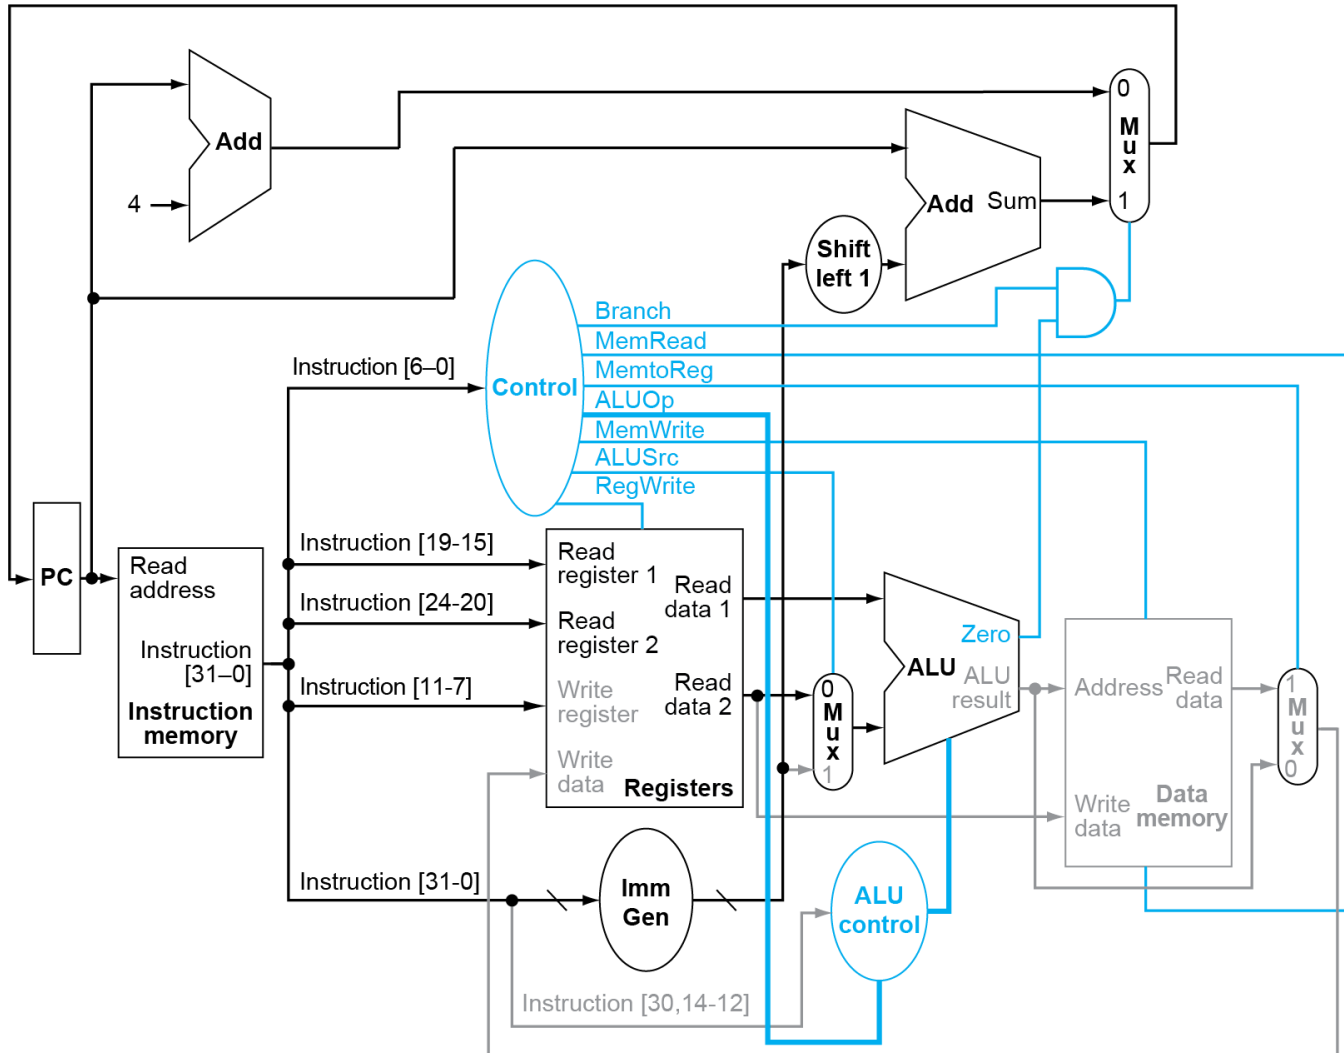 Add
4
0
M
u
x
1
Add Sum
Shift
left 1
Branch
MemRead
MemtoReg
ALUOp
MemWrite
ALUSrc
RegWrite
Instruction [6–0]
Control
PC
Read
address
Instruction
[31–0]
Instruction
memory
Instruction [19-15]
Instruction [24-20]
Instruction [11-7]
Instruction [31-0]
Read
register 1
Read
register 2
Write
register
Write
data
Read
data 1
Read
data 2
Registers
0
M
u
x
1
Zero
ALU
ALU
result
Address
Read
data
Write
data
Data
memory
1
M
u
x
0
Imm
Gen
ALU
control
Instruction [30,14-12]